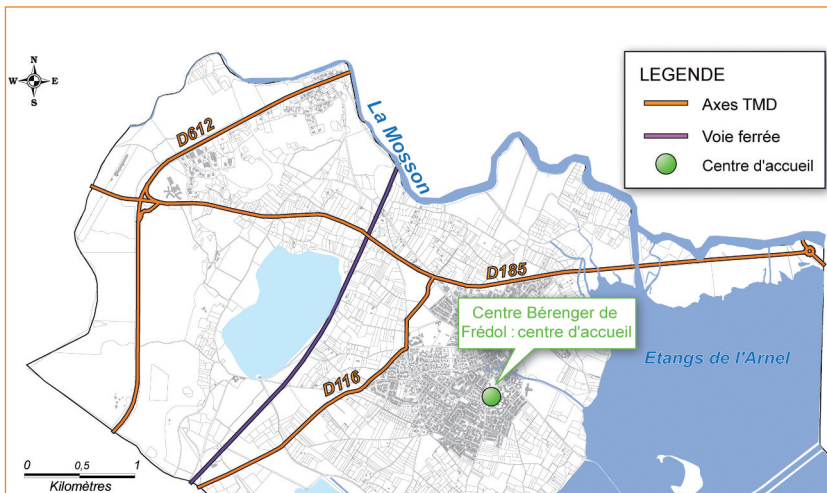 N
W E
S
LEGENDE
Axes TMD
Voie ferrée
Centre d'accueil
D612
La Mosson
D185
Centre Bérenger de
Frédol : centre d'accueil
Etangs de l'Arnel
D116
0 0,5 1
Kilomètres